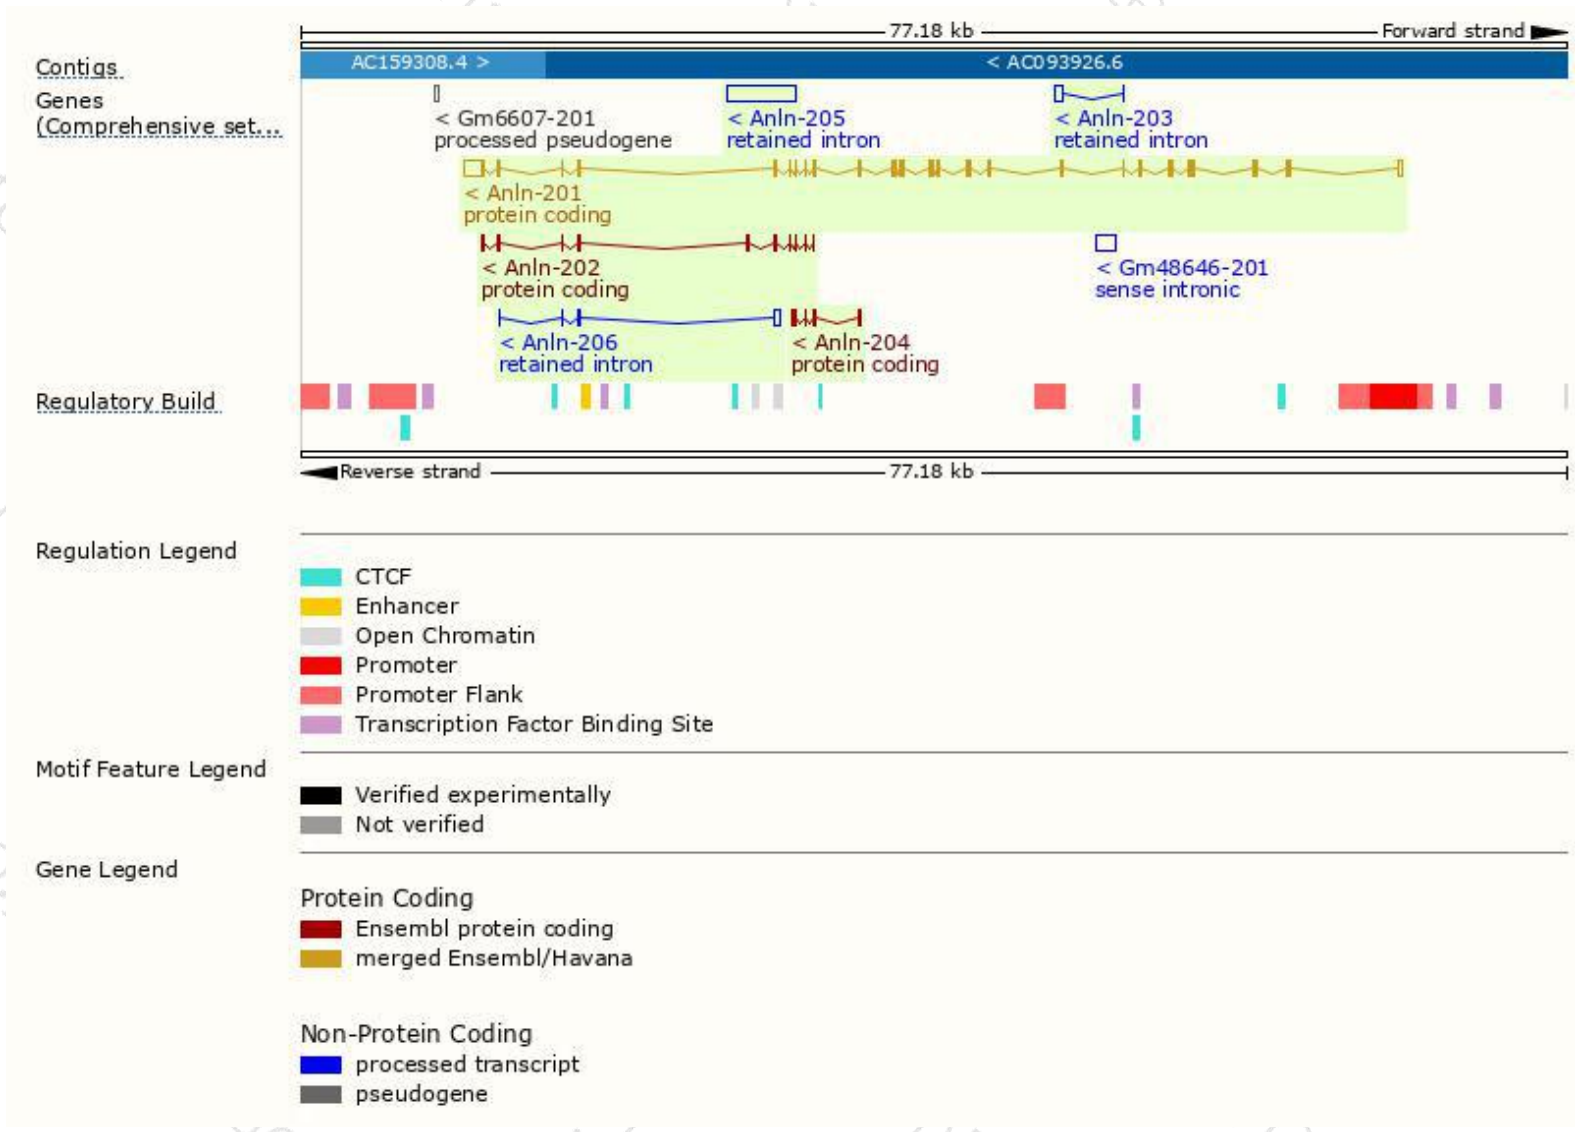 77.18 kb Forward strand
Contigs AC159308.4 > < AC093926.6
Genes
(Comprehensive set...
< Gm6607-201 < Anln-205 < Anln-203
processed pseudogene retained intron retained intron
< Anln-201
protein coding
< Anln-202 < Gm48646-201
protein coding sense intronic
< Anln-206 < Anln-204
retained intron protein coding
Regulatory Build
Reverse strand 77.18 kb
Regulation Legend
CTCF
Enhancer
Open Chromatin
Promoter
Promoter Flank
Transcription Factor Binding Site
Motif Feature Legend
Verified experimentally
Not verified
Gene Legend
Protein Coding
Ensembl protein coding
merged Ensembl/Havana
Non-Protein Coding
processed transcript
pseudogene